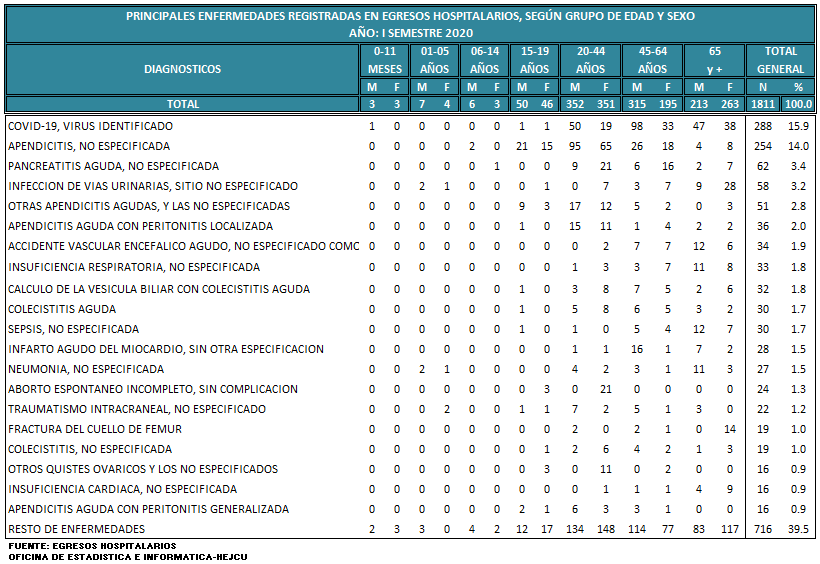 PRINCIPALES ENFERMEDADES REGISTRADAS EN EGRESOS HOSPITALARIOS, SEGÚN GRUPO DE EDAD Y SEXO
AÑO: I SEMESTRE 2020
DIAGNOSTICOS 0-11 MESES 01-05 AÑOS 06-14 AÑOS 15-19 AÑOS 20-44 AÑOS 45-64 AÑOS 65 y + TOTAL GENERAL
M F M F M F M F M F M F M F N %
TOTAL 3 3 7 4 6 3 50 46 352 351 315 195 213 263 1811 100.0
COVID-19, VIRUS IDENTIFICADO 1 0 0 0 0 0 1 1 50 19 98 33 47 38 288 15.9
APENDICITIS, NO ESPECIFICADA 0 0 0 0 2 0 21 15 95 65 26 18 4 8 254 14.0
PANCREATITIS AGUDA, NO ESPECIFICADA 0 0 0 0 0 1 0 0 9 21 6 16 2 7 62 3.4
INFECCION DE VIAS URINARIAS, SITIO NO ESPECIFICADO 0 0 2 1 0 0 0 1 0 7 3 7 9 28 58 3.2
OTRAS APENDICITIS AGUDAS, Y LAS NO ESPECIFICADAS 0 0 0 0 0 0 9 3 17 12 5 2 0 3 51 2.8
APENDICITIS AGUDA CON PERITONITIS LOCALIZADA 0 0 0 0 0 0 1 0 15 11 1 4 2 2 36 2.0
ACCIDENTE VASCULAR ENCEFALICO AGUDO, NO ESPECIFICADO COMO 0 0 0 0 0 0 0 0 0 2 7 7 12 6 34 1.9
INSUFICIENCIA RESPIRATORIA, NO ESPECIFICADA 0 0 0 0 0 0 0 0 1 3 3 7 11 8 33 1.8
CALCULO DE LA VESICULA BILIAR CON COLECISTITIS AGUDA 0 0 0 0 0 0 1 0 3 8 7 5 2 6 32 1.8
COLECISTITIS AGUDA 0 0 0 0 0 0 1 0 5 8 6 5 3 2 30 1.7
SEPSIS, NO ESPECIFICADA 0 0 0 0 0 0 1 0 1 0 5 4 12 7 30 1.7
INFARTO AGUDO DEL MIOCARDIO, SIN OTRA ESPECIFICACION 0 0 0 0 0 0 0 0 1 1 16 1 7 2 28 1.5
NEUMONIA, NO ESPECIFICADA 0 0 2 1 0 0 0 0 4 2 3 1 11 3 27 1.5
ABORTO ESPONTANEO INCOMPLETO, SIN COMPLICACION 0 0 0 0 0 0 0 3 0 21 0 0 0 0 24 1.3
TRAUMATISMO INTRACRANEAL, NO ESPECIFICADO 0 0 0 2 0 0 1 1 7 2 5 1 3 0 22 1.2
FRACTURA DEL CUELLO DE FEMUR 0 0 0 0 0 0 0 0 2 0 2 1 0 14 19 1.0
COLECISTITIS, NO ESPECIFICADA 0 0 0 0 0 0 0 1 2 6 4 2 1 3 19 1.0
OTROS QUISTES OVARICOS Y LOS NO ESPECIFICADOS 0 0 0 0 0 0 0 3 0 11 0 2 0 0 16 0.9
INSUFICIENCIA CARDIACA, NO ESPECIFICADA 0 0 0 0 0 0 0 0 0 1 1 1 4 9 16 0.9
APENDICITIS AGUDA CON PERITONITIS GENERALIZADA 0 0 0 0 0 0 2 1 6 3 3 1 0 0 16 0.9
RESTO DE ENFERMEDADES 2 3 3 0 4 2 12 17 134 148 114 77 83 117 716 39.5
FUENTE: EGRESOS HOSPITALARIOS
OFICINA DE ESTADISTICA E INFORMATICA-HEJCU